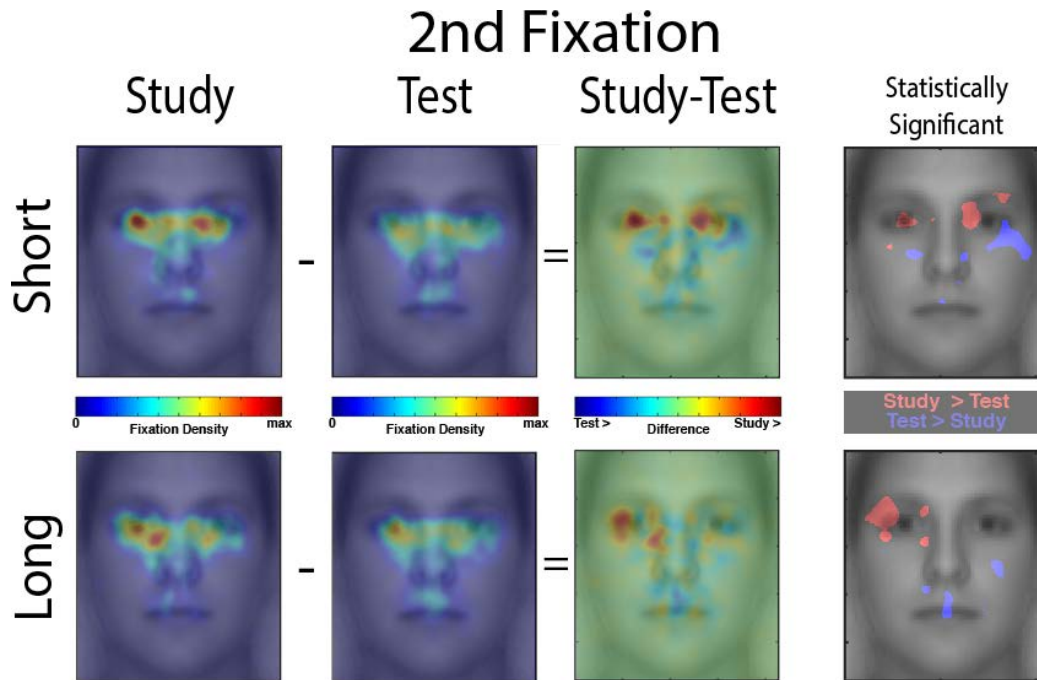 2nd Fixation
Study Test Study-Test Statistically
Significant
Short - =
0 max 0 max Test > Study >
Fixation Density Fixation Density Difference
Study > Test
Test > Study
Long - =